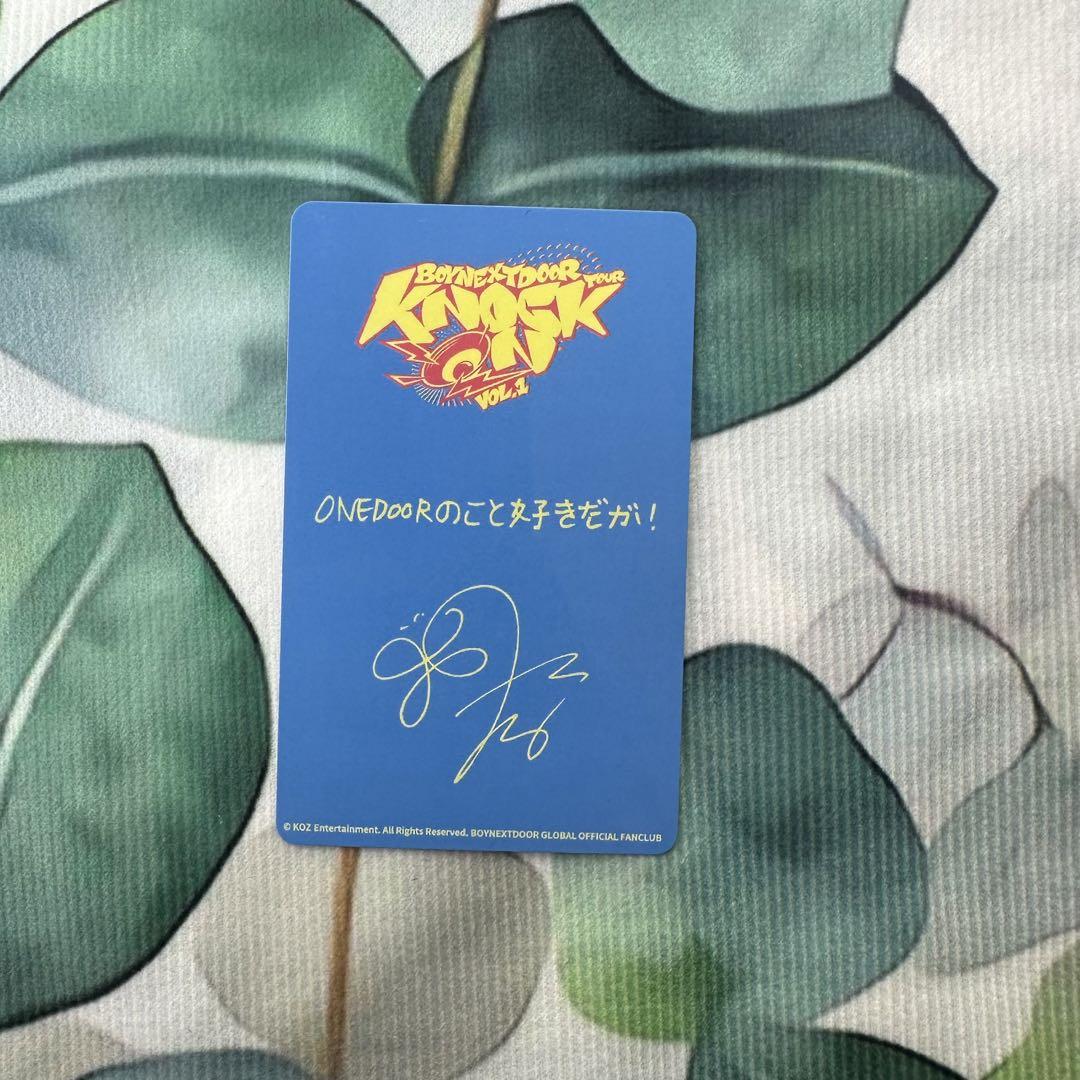 BOYNEXTDOOR TOUR
KNOCK
ON
VOL.1
ONEDOORのこと好きだが!
© KOZ Entertainment. All Rights Reserved. BOYNEXTDOOR GLOBAL OFFICIAL FANCLUB